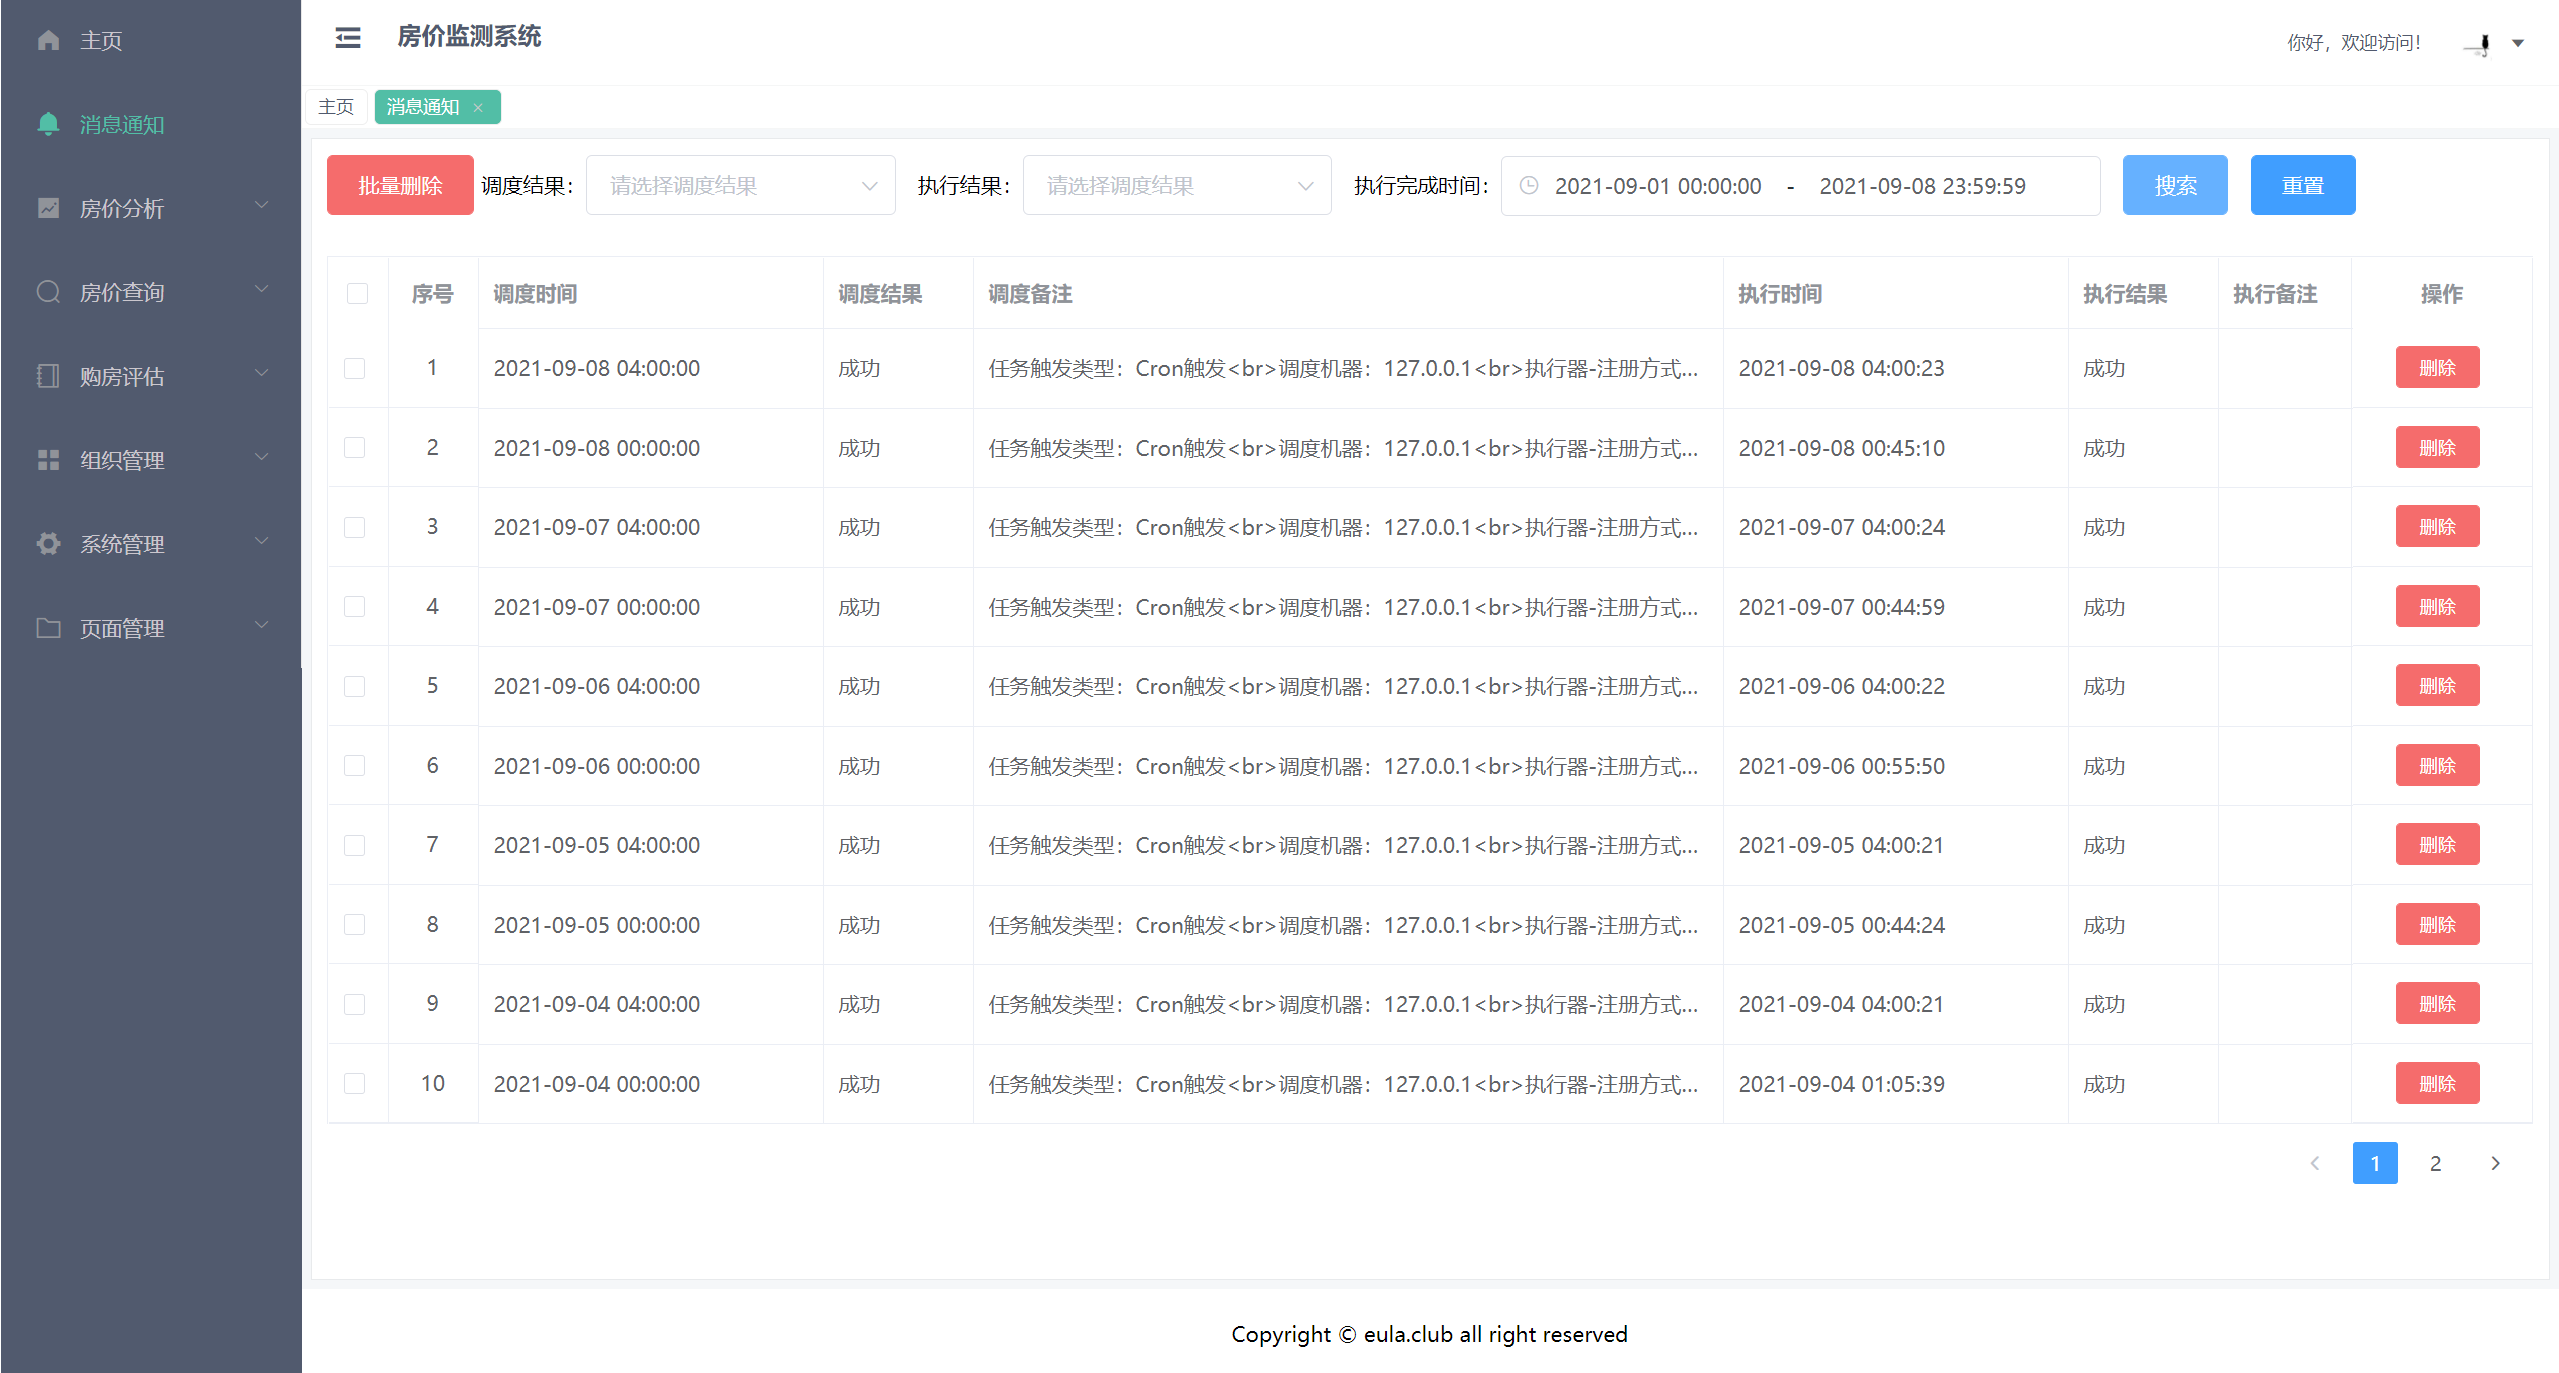 主页
消息通知
房价分析
房价查询
购房评估
组织管理
系统管理
页面管理
房价监测系统
你好，欢迎访问！
主页 消息通知 ×
批量删除 调度结果： 请选择调度结果 执行结果： 请选择调度结果 执行完成时间： 2021-09-01 00:00:00 - 2021-09-08 23:59:59 搜索 重置
序号 调度时间 调度结果 调度备注 执行时间 执行结果 执行备注 操作
1 2021-09-08 04:00:00 成功 任务触发类型：Cron触发<br>调度机器：127.0.0.1<br>执行器-注册方式... 2021-09-08 04:00:23 成功 删除
2 2021-09-08 00:00:00 成功 任务触发类型：Cron触发<br>调度机器：127.0.0.1<br>执行器-注册方式... 2021-09-08 00:45:10 成功 删除
3 2021-09-07 04:00:00 成功 任务触发类型：Cron触发<br>调度机器：127.0.0.1<br>执行器-注册方式... 2021-09-07 04:00:24 成功 删除
4 2021-09-07 00:00:00 成功 任务触发类型：Cron触发<br>调度机器：127.0.0.1<br>执行器-注册方式... 2021-09-07 00:44:59 成功 删除
5 2021-09-06 04:00:00 成功 任务触发类型：Cron触发<br>调度机器：127.0.0.1<br>执行器-注册方式... 2021-09-06 04:00:22 成功 删除
6 2021-09-06 00:00:00 成功 任务触发类型：Cron触发<br>调度机器：127.0.0.1<br>执行器-注册方式... 2021-09-06 00:55:50 成功 删除
7 2021-09-05 04:00:00 成功 任务触发类型：Cron触发<br>调度机器：127.0.0.1<br>执行器-注册方式... 2021-09-05 04:00:21 成功 删除
8 2021-09-05 00:00:00 成功 任务触发类型：Cron触发<br>调度机器：127.0.0.1<br>执行器-注册方式... 2021-09-05 00:44:24 成功 删除
9 2021-09-04 04:00:00 成功 任务触发类型：Cron触发<br>调度机器：127.0.0.1<br>执行器-注册方式... 2021-09-04 04:00:21 成功 删除
10 2021-09-04 00:00:00 成功 任务触发类型：Cron触发<br>调度机器：127.0.0.1<br>执行器-注册方式... 2021-09-04 01:05:39 成功 删除
1 2
Copyright © eula.club all right reserved